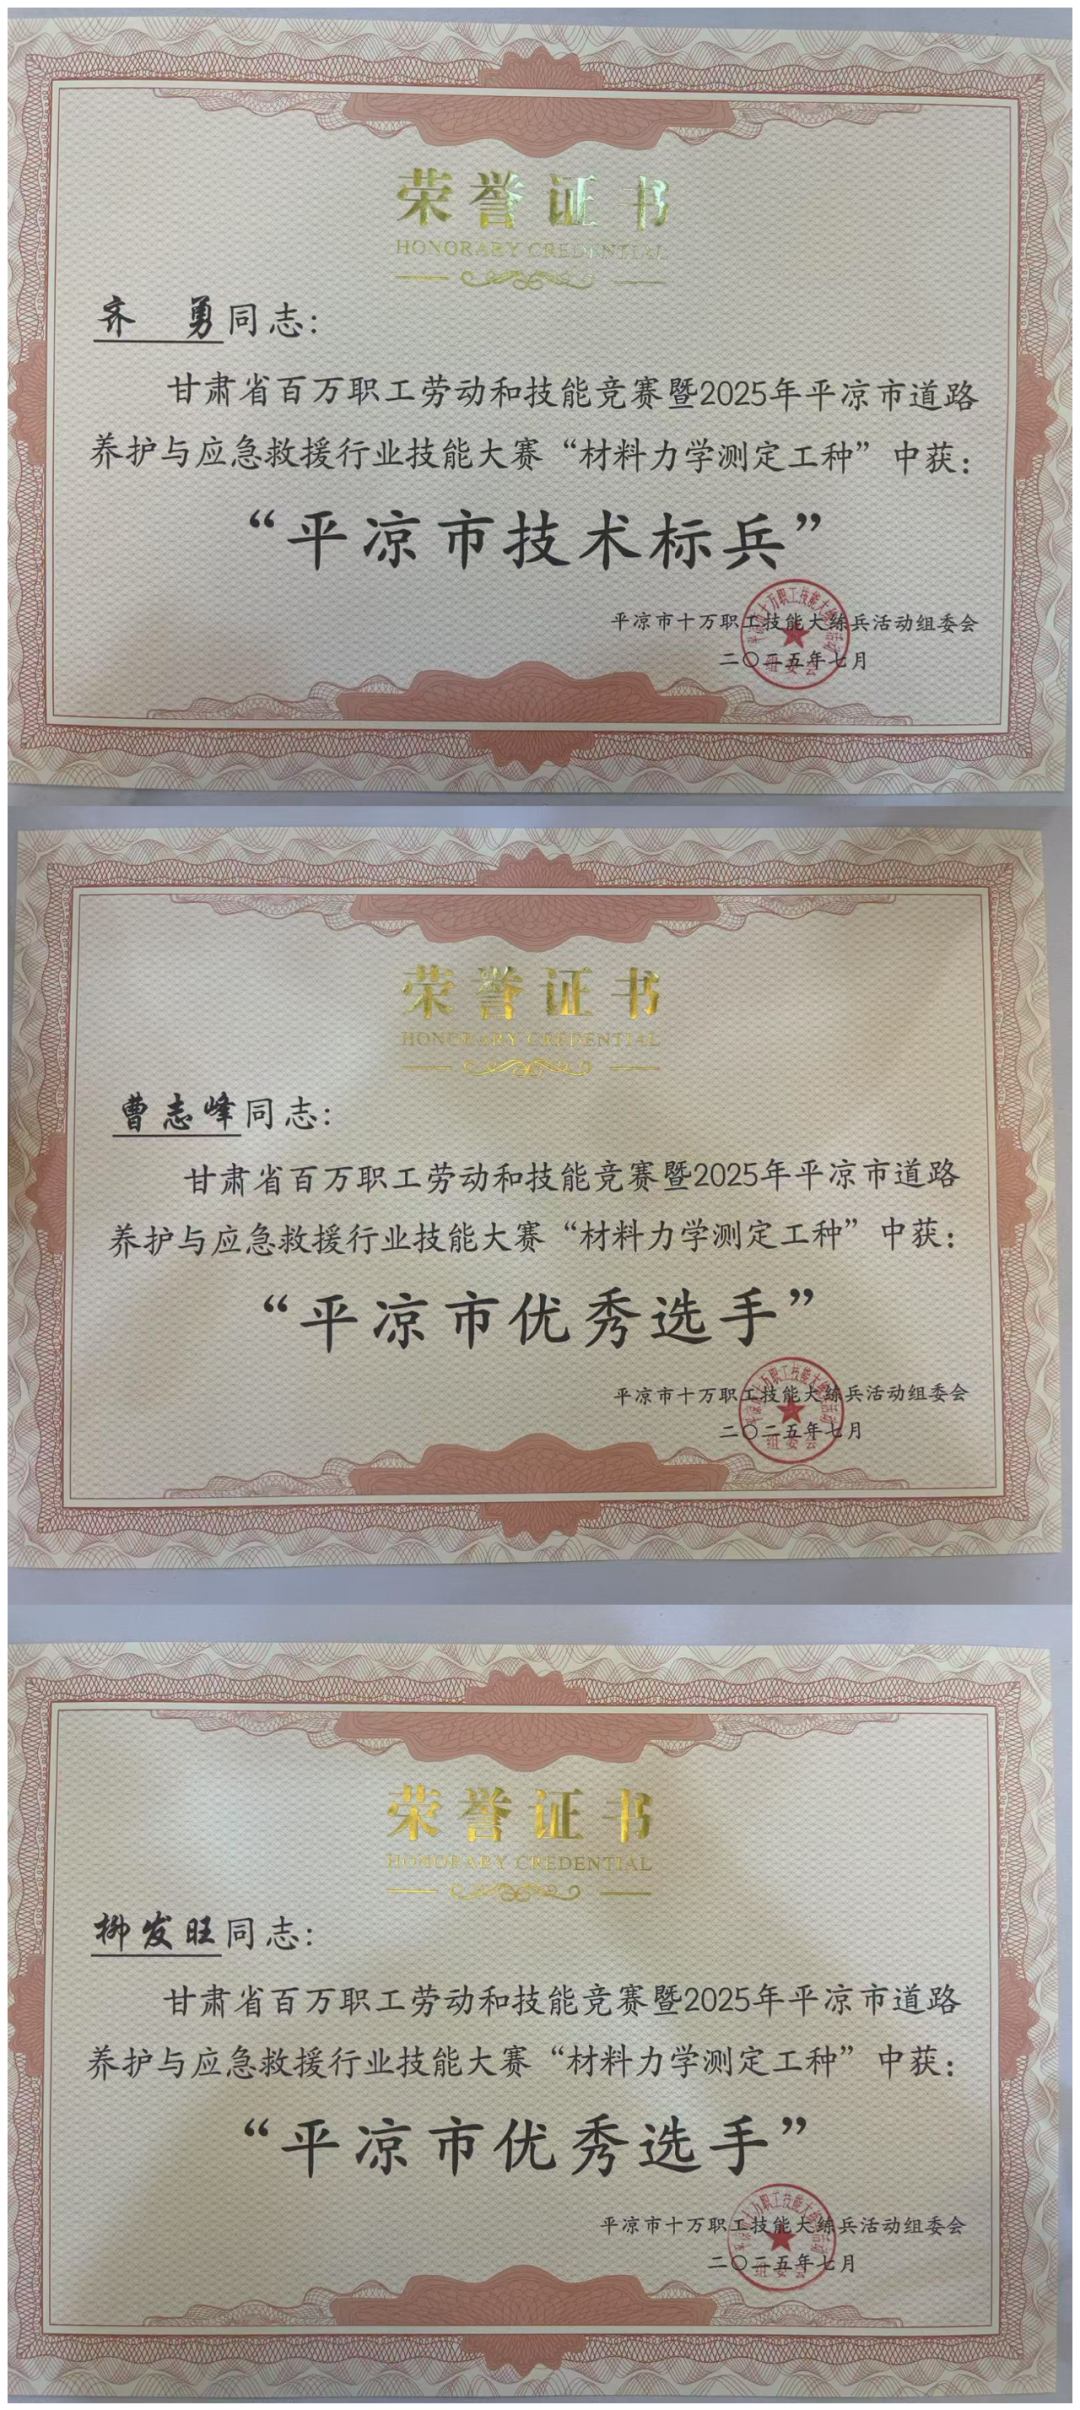 荣誉证书
HONORARY CREDENTIAL
齐 勇同志：
甘肃省百万职工劳动和技能竞赛暨2025年平凉市道路
养护与应急救援行业技能大赛“材料力学测定工种”中获：
“平凉市技术标兵”
平凉市十万职工技能大练兵活动组委会
二〇二五年七月
荣誉证书
HONORARY CREDENTIAL
曹志峰同志：
甘肃省百万职工劳动和技能竞赛暨2025年平凉市道路
养护与应急救援行业技能大赛“材料力学测定工种”中获：
“平凉市优秀选手”
平凉市十万职工技能大练兵活动组委会
二〇二五年七月
荣誉证书
HONORARY CREDENTIAL
柳发旺同志：
甘肃省百万职工劳动和技能竞赛暨2025年平凉市道路
养护与应急救援行业技能大赛“材料力学测定工种”中获：
“平凉市优秀选手”
平凉市十万职工技能大练兵活动组委会
二〇二五年七月